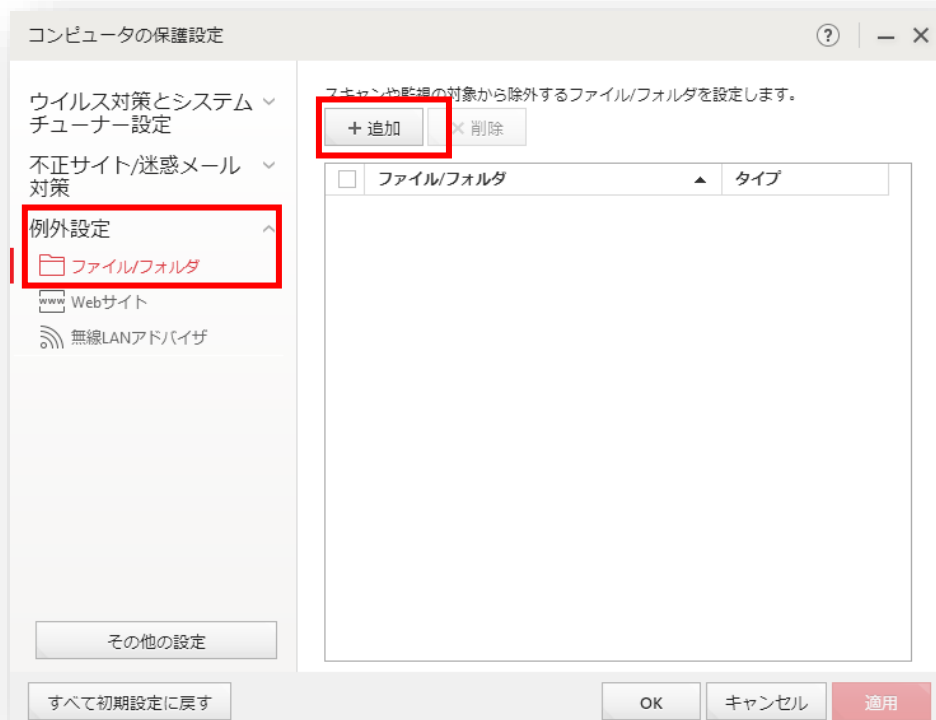 コンピュータの保護設定
?
ウイルス対策とシステム
チューナー設定
不正サイト/迷惑メール
対策
例外設定
ファイル/フォルダ
www Webサイト
無線LANアドバイザ
その他の設定
スキャンや監視の対象から除外するファイル/フォルダを設定します。
+ 追加
× 削除
ファイル/フォルダ ▲ タイプ
すべて初期設定に戻す
OK
キャンセル
適用